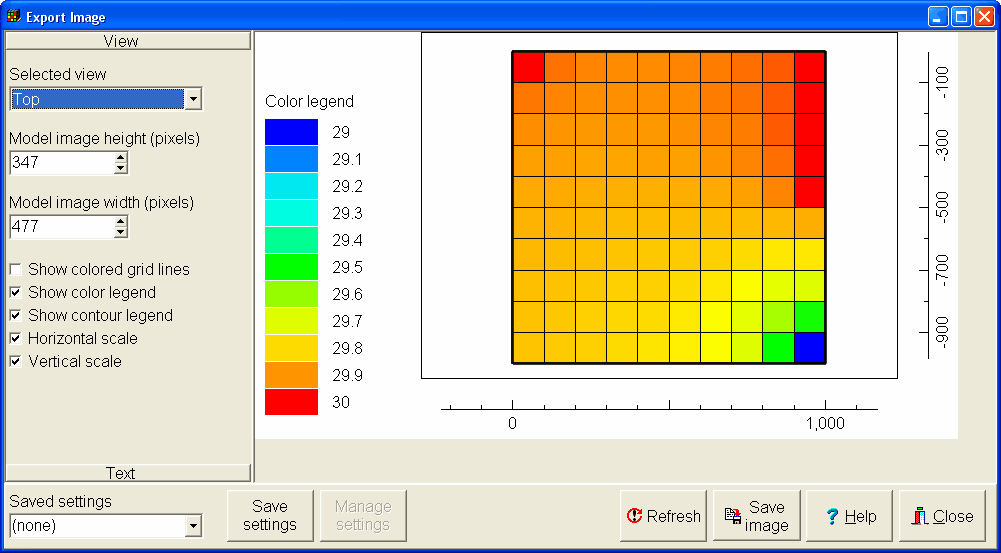 Export Image
View
Selected view
Top
Model image height (pixels)
347
Model image width (pixels)
477
Show colored grid lines
Show color legend
Show contour legend
Horizontal scale
Vertical scale
Text
Color legend
29
29.1
29.2
29.3
29.4
29.5
29.6
29.7
29.8
29.9
30
-100
-300
-500
-700
-900
0 1,000
Saved settings
(none)
Save
settings
Manage
settings
Refresh
Save
image
Help
Close